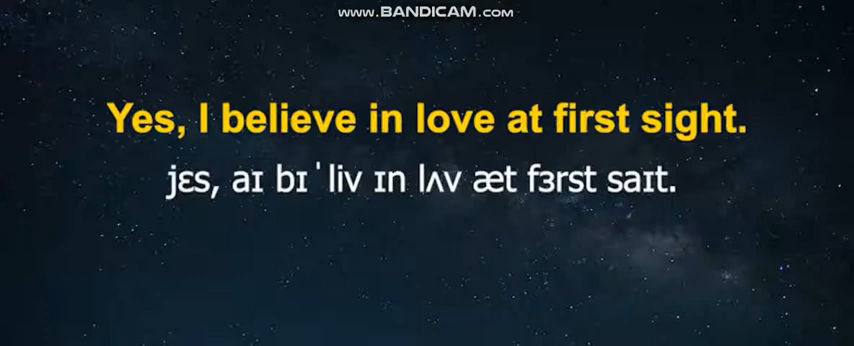 www.BANDICAM.com
Yes, I believe in love at first sight.
jɛs, aɪ bɪˈliv ɪn lʌv æt fɜrst saɪt.